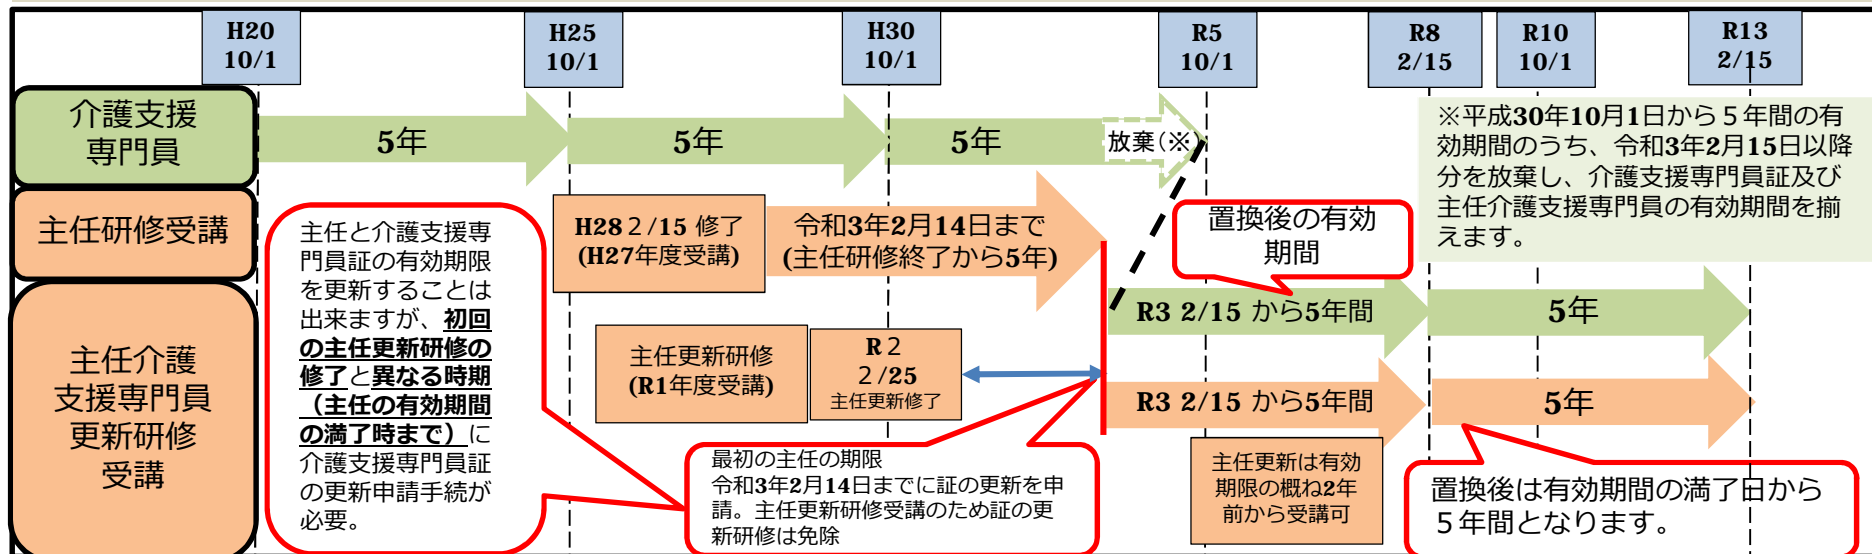 H20
10/1
H25
10/1
H30
10/1
R5
10/1
R8
2/15
R10
10/1
R13
2/15
介護支援
専門員
5年
5年
5年
放棄(※)
※平成30年10月1日から５年間の有
効期間のうち、令和3年2月15日以降
分を放棄し、介護支援専門員証及び
主任介護支援専門員の有効期間を揃
えます。
主任研修受講
主任と介護支援専
門員証の有効期限
を更新することは
出来ますが、初回
の主任更新研修の
修了と異なる時期
（主任の有効期間
の満了時まで）に
介護支援専門員証
の更新申請手続が
必要。
H28２/15 修了
(H27年度受講)
令和3年2月14日まで
(主任研修終了から5年)
置換後の有効
期間
R3 2/15 から5年間
5年
主任介護
支援専門員
更新研修
受講
主任更新研修
(R1年度受講)
R２
２/25
主任更新修了
R3 2/15 から5年間
5年
最初の主任の期限
令和3年2月14日までに証の更新を申
請。主任更新研修受講のため証の更
新研修は免除
主任更新は有効
期限の概ね2年
前から受講可
置換後は有効期間の満了日から
５年間となります。